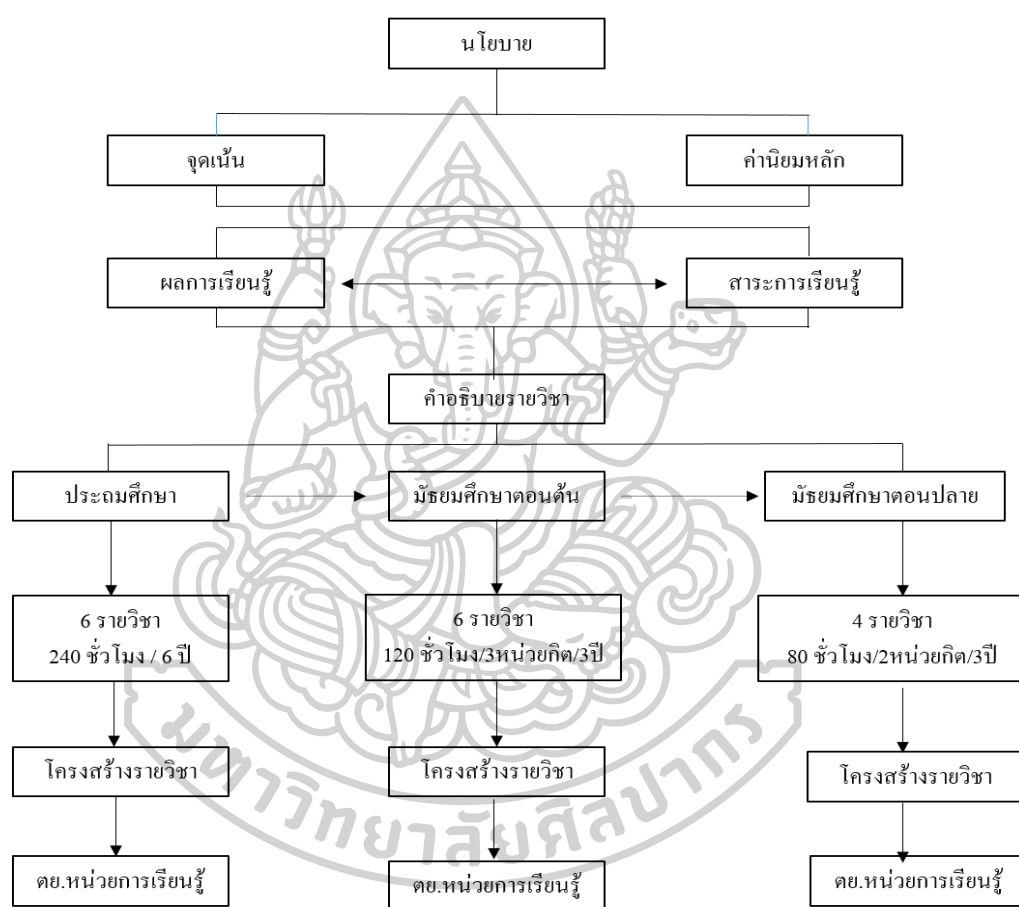 นโยบาย
จุดเน้น
ค่านิยมหลัก
ผลการเรียนรู้
สาระการเรียนรู้
คำอธิบายรายวิชา
ประถมศึกษา
มัธยมศึกษาตอนต้น
มัธยมศึกษาตอนปลาย
6 รายวิชา
240 ชั่วโมง / 6 ปี
6 รายวิชา
120 ชั่วโมง/3หน่วยกิต/3ปี
4 รายวิชา
80 ชั่วโมง/2หน่วยกิต/3ปี
โครงสร้างรายวิชา
โครงสร้างรายวิชา
โครงสร้างรายวิชา
ตย.หน่วยการเรียนรู้
ตย.หน่วยการเรียนรู้
ตย.หน่วยการเรียนรู้
มหาวิทยาลัยศิลปากร